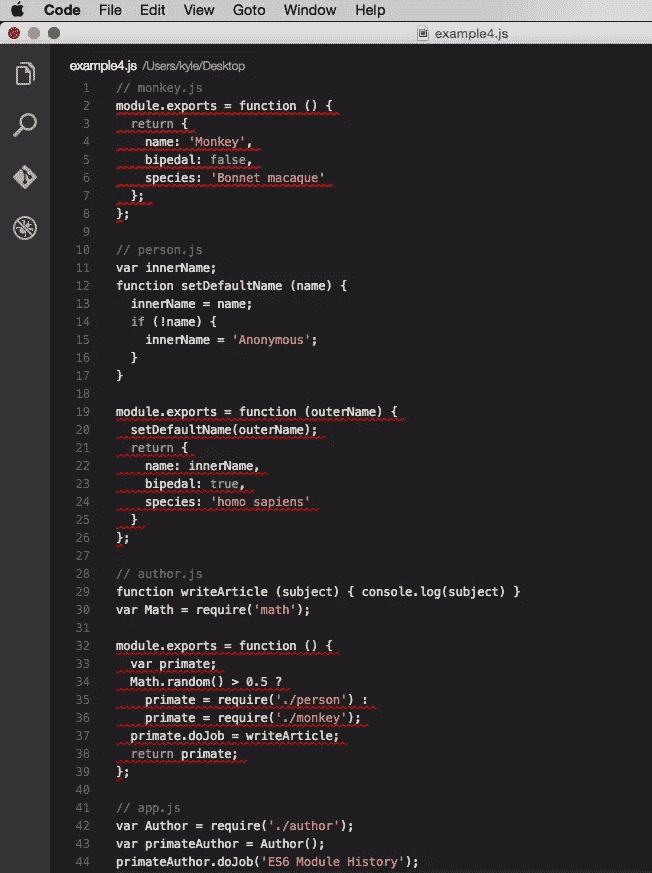 Code File Edit View Goto Window Help
example4.js
example4.js /Users/kyle/Desktop
1 // monkey.js
2 module.exports = function () {
3   return {
4     name: 'Monkey',
5     bipedal: false,
6     species: 'Bonnet macaque'
7   };
8 };
9
10 // person.js
11 var innerName;
12 function setDefaultName (name) {
13   innerName = name;
14   if (!name) {
15     innerName = 'Anonymous';
16   }
17 }
18
19 module.exports = function (outerName) {
20   setDefaultName(outerName);
21   return {
22     name: innerName,
23     bipedal: true,
24     species: 'homo sapiens'
25   }
26 };
27
28 // author.js
29 function writeArticle (subject) { console.log(subject) }
30 var Math = require('math');
31
32 module.exports = function () {
33   var primate;
34   Math.random() > 0.5 ?
35     primate = require('./person') :
36     primate = require('./monkey');
37   primate.doJob = writeArticle;
38   return primate;
39 };
40
41 // app.js
42 var Author = require('./author');
43 var primateAuthor = Author();
44 primateAuthor.doJob('ES6 Module History');